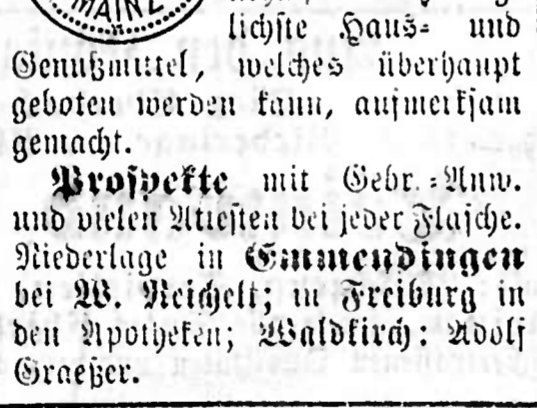 MAINZ
lichste Haus= und
Genußmittel, welches überhaupt
geboten werden kann, aufmerksam
gemacht.
Prospekte mit Gebr.=Anw.
und vielen Attesten bei jeder Flasche.
Niederlage in Emmendingen
bei W. Reichelt, in Freiburg in
den Apotheken; Waldkirch: Adolf
Graeßer.